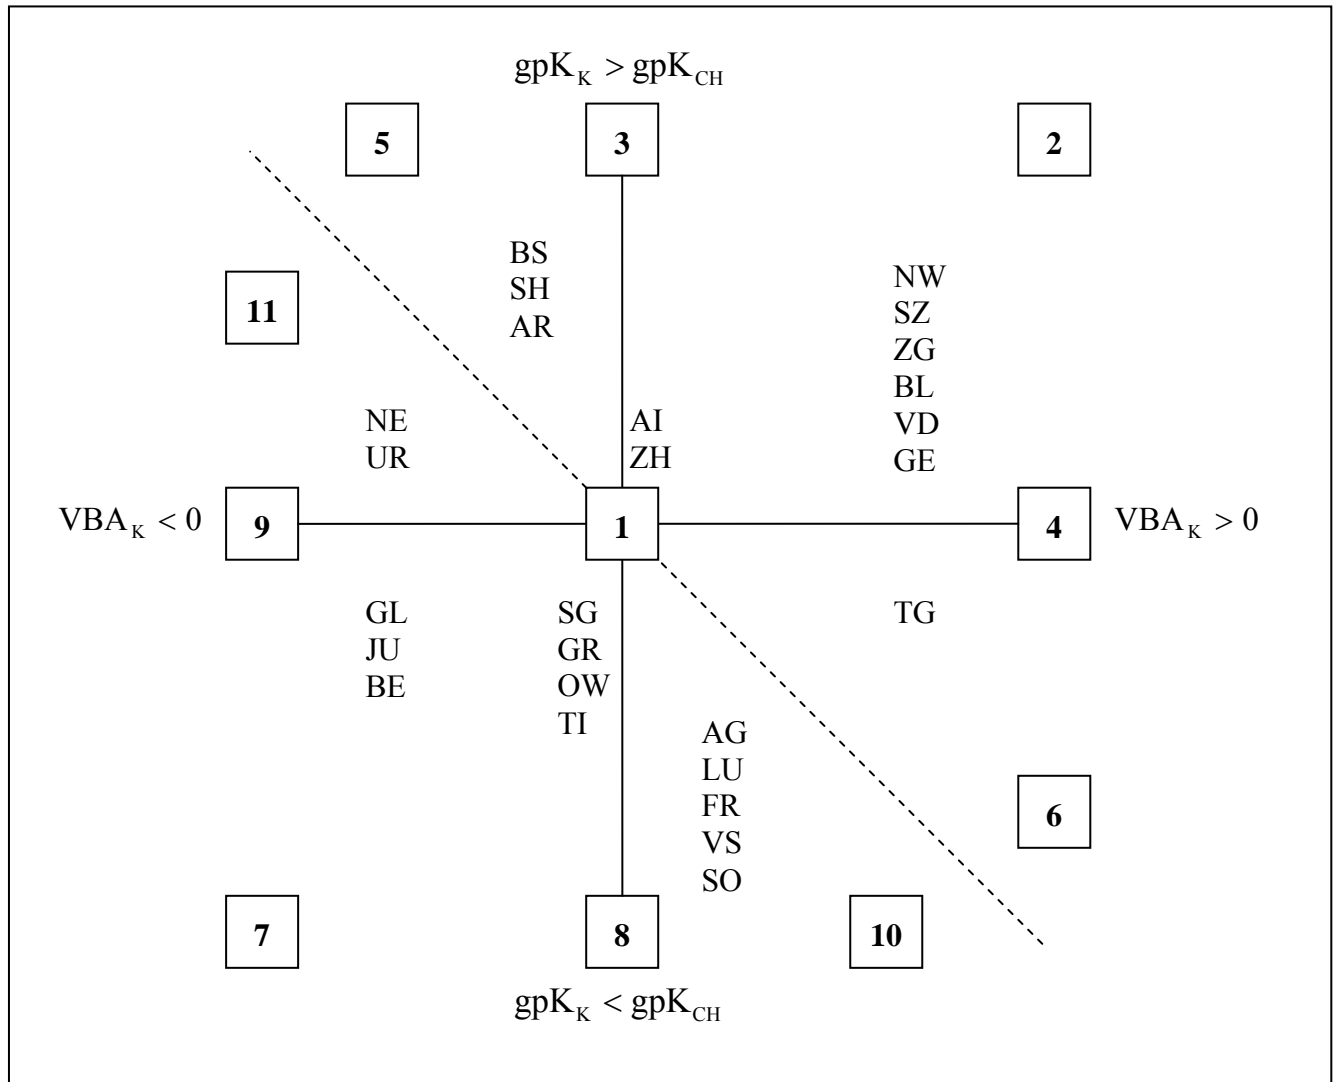 gpK_K > gpK_CH
5 3 2
BS
SH
AR
NW
SZ
ZG
BL
VD
GE
11
NE
UR
AI
ZH
VBA_K < 0 9 1 4 VBA_K > 0
GL
JU
BE
SG
GR
OW
TI
TG
AG
LU
FR
VS
SO
6
7 8 10
gpK_K < gpK_CH